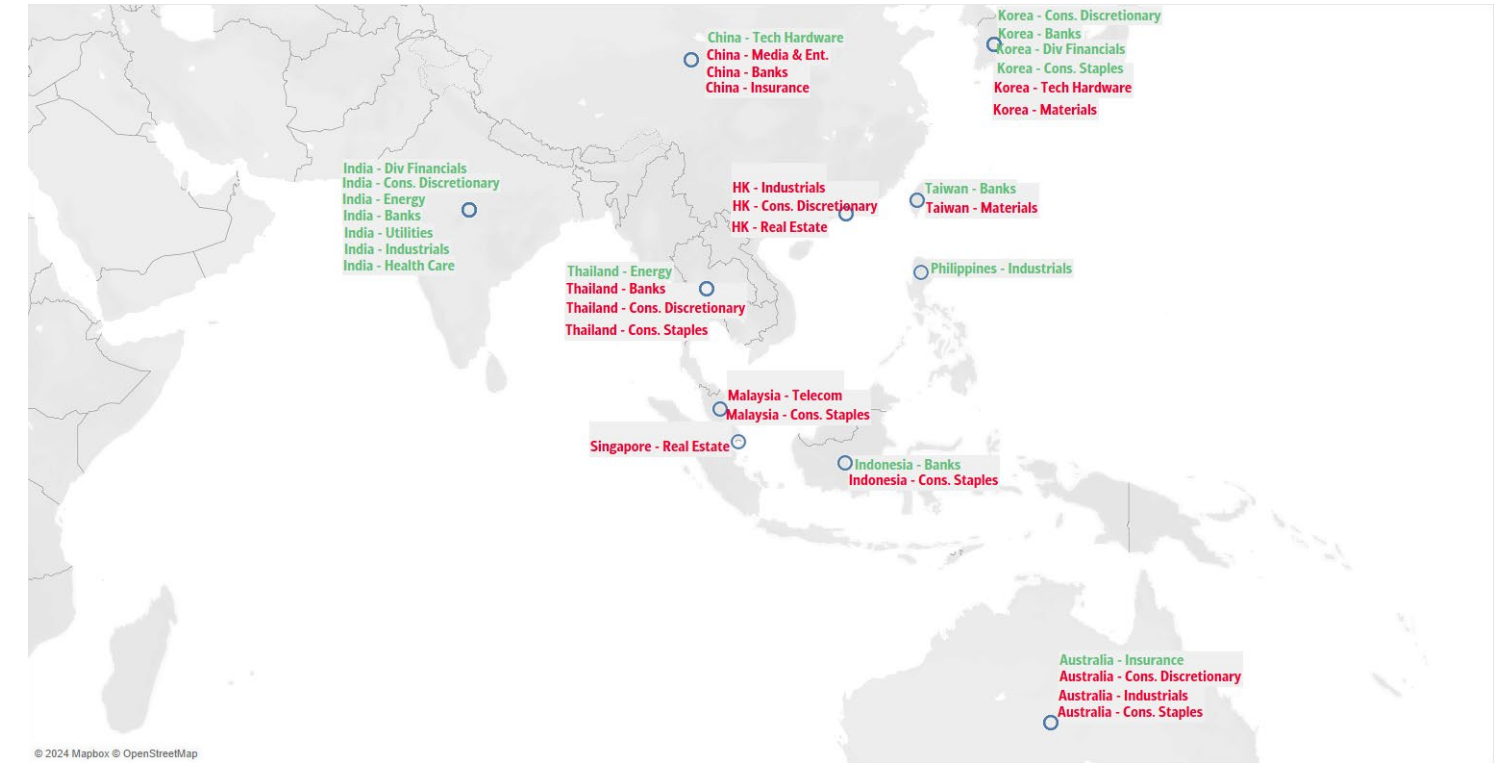 Korea - Cons. Discretionary
Korea - Banks
Korea - Div Financials
Korea - Cons. Staples
Korea - Tech Hardware
Korea - Materials
China - Tech Hardware
China - Media & Ent.
China - Banks
China - Insurance
India - Div Financials
India - Cons. Discretionary
India - Energy
India - Banks
India - Utilities
India - Industrials
India - Health Care
HK - Industrials
HK - Cons. Discretionary
HK - Real Estate
Taiwan - Banks
Taiwan - Materials
Thailand - Energy
Thailand - Banks
Thailand - Cons. Discretionary
Thailand - Cons. Staples
Philippines - Industrials
Malaysia - Telecom
Malaysia - Cons. Staples
Singapore - Real Estate
Indonesia - Banks
Indonesia - Cons. Staples
Australia - Insurance
Australia - Cons. Discretionary
Australia - Industrials
Australia - Cons. Staples
© 2024 Mapbox © OpenStreetMap